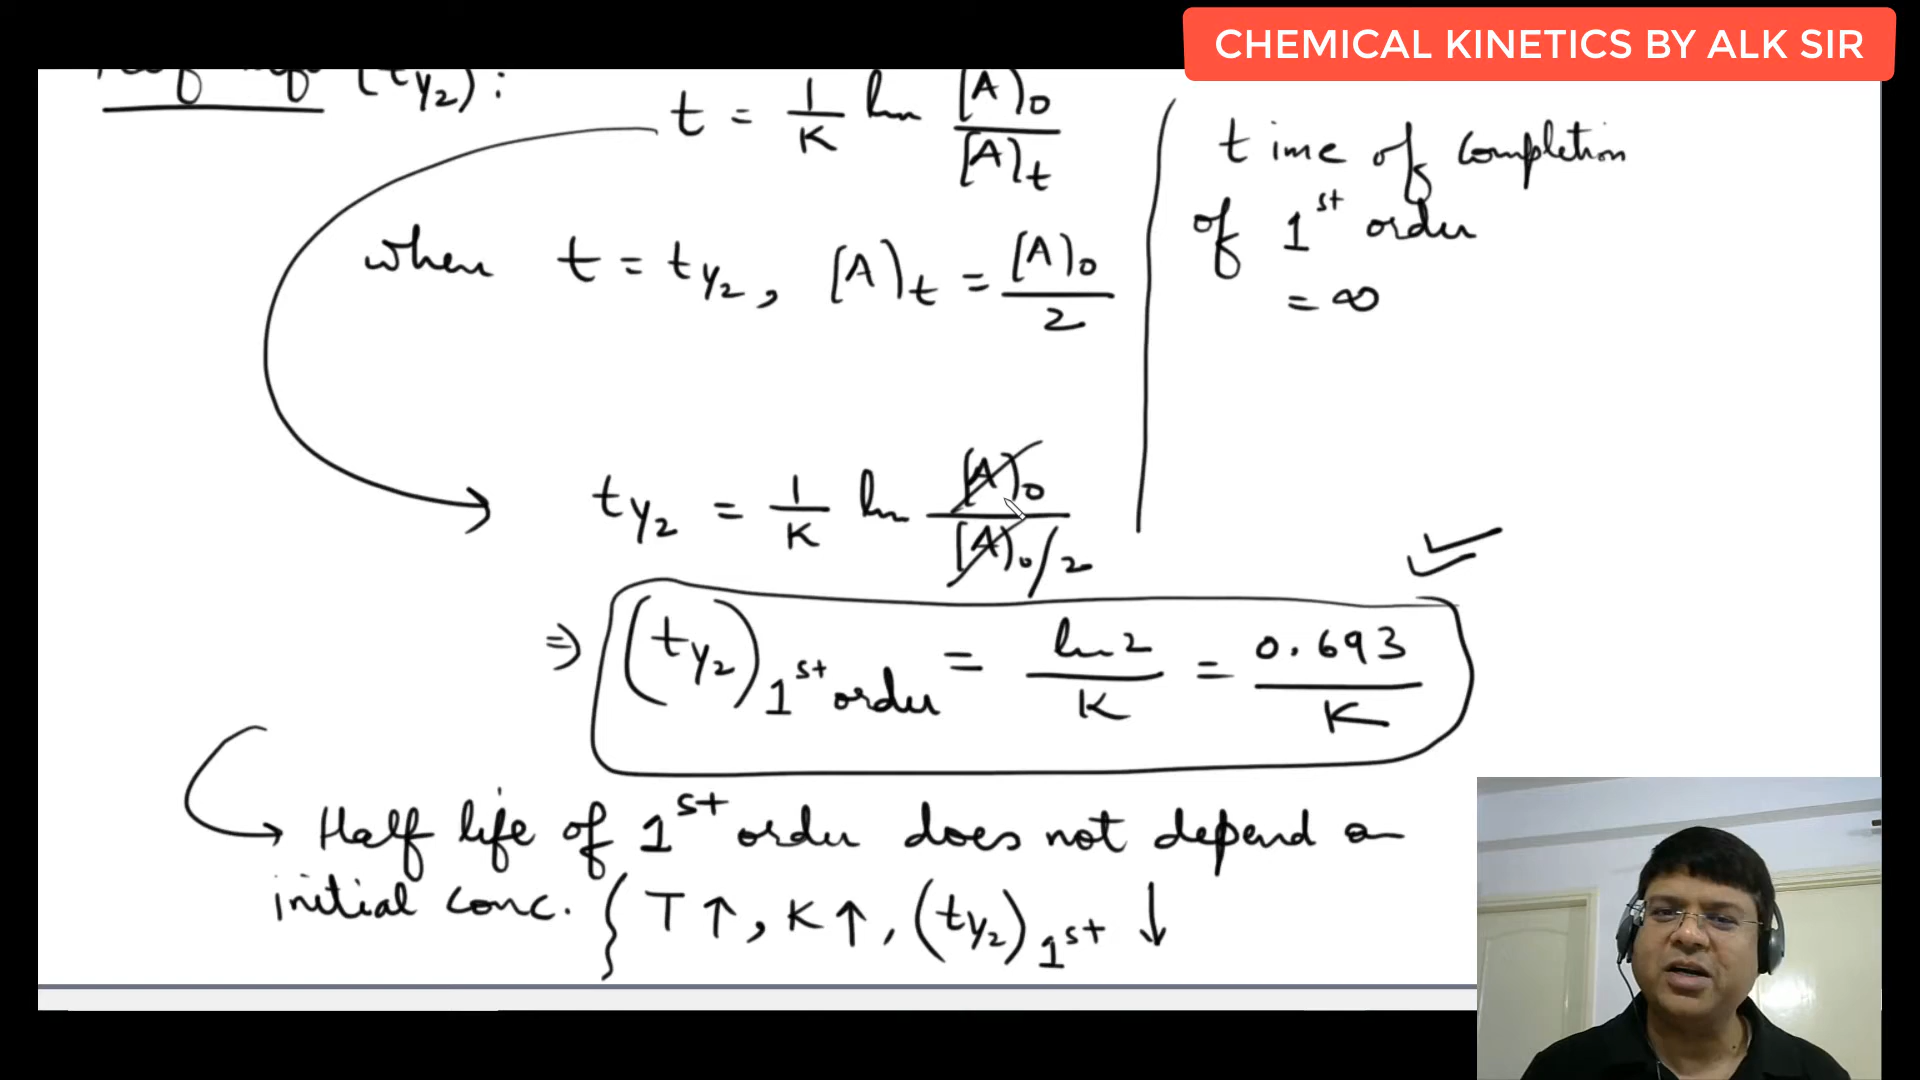 CHEMICAL KINETICS BY ALK SIR
(t½):
t = 1/K ln [A]0/[A]t
when t = t½, [A]t = [A]0/2
time of completion
of 1st order
= ∞
t½ = 1/K ln [A]0/[A]0/2
⇒ (t½)1st order = ln2/K = 0.693/K
→ Half life of 1st order does not depend on
initial conc. { T↑, K↑, (t½)1st ↓